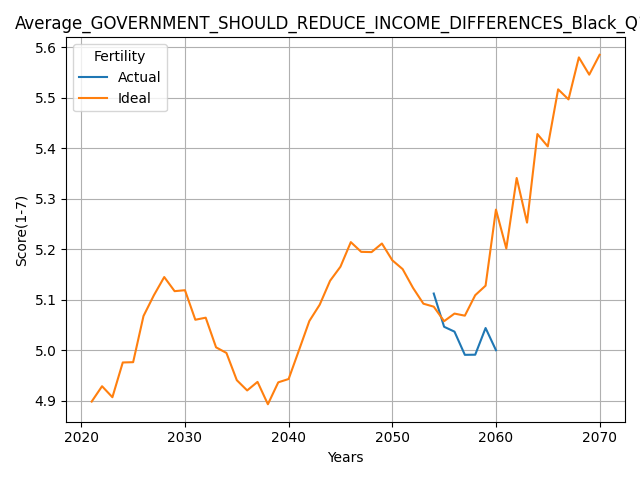 Average_GOVERNMENT_SHOULD_REDUCE_INCOME_DIFFERENCES_Black_Q
Fertility
Actual
Ideal
5.6
5.5
5.4
5.3
5.2
5.1
5.0
4.9
Score(1-7)
2020 2030 2040 2050 2060 2070
Years